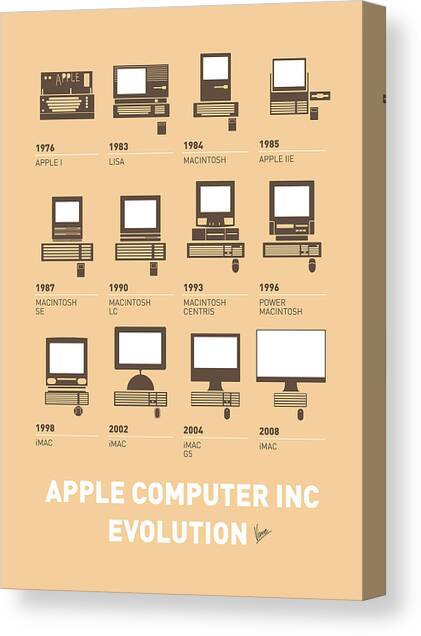 APPLE
1976
APPLE I
1983
LISA
1984
MACINTOSH
1985
APPLE IIE
1987
MACINTOSH
SE
1990
MACINTOSH
LC
1993
MACINTOSH
CENTRIS
1996
POWER
MACINTOSH
1998
iMAC
2002
iMAC
2004
iMAC
G5
2008
iMAC
APPLE COMPUTER INC
EVOLUTION